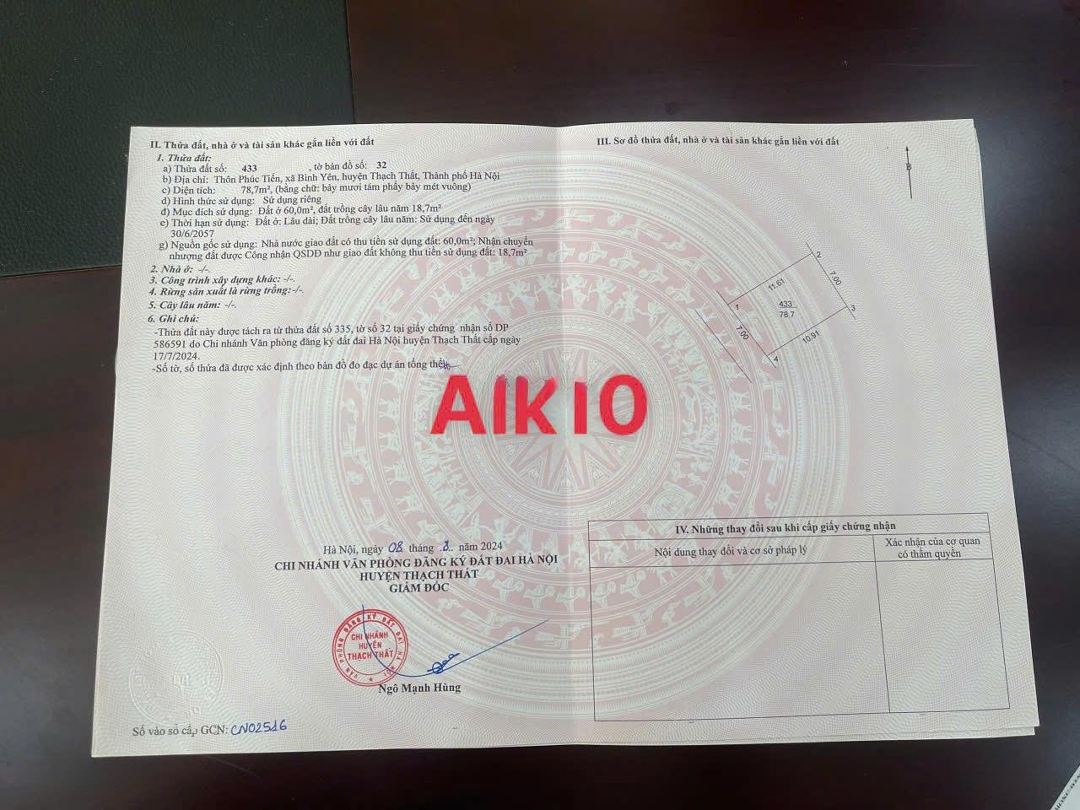 II. Thửa đất, nhà ở và tài sản khác gắn liền với đất
1. Thửa đất:
a) Thửa đất số: 433 , tờ bản đồ số: 32
b) Địa chỉ: Thôn Phúc Tiến, xã Bình Yên, huyện Thạch Thất, Thành phố Hà Nội
c) Diện tích: 78,7m², (bằng chữ: bảy mươi tám phẩy bảy mét vuông)
d) Hình thức sử dụng: Sử dụng riêng
đ) Mục đích sử dụng: Đất ở 60,0m², đất trồng cây lâu năm 18,7m²
e) Thời hạn sử dụng: Đất ở: Lâu dài; Đất trồng cây lâu năm: Sử dụng đến ngày
30/6/2057
g) Nguồn gốc sử dụng: Nhà nước giao đất có thu tiền sử dụng đất: 60,0m²; Nhận chuyển
nhượng đất được Công nhận QSDĐ như giao đất không thu tiền sử dụng đất: 18,7m²
2. Nhà ở: -/-
3. Công trình xây dựng khác: -/-
4. Rừng sản xuất là rừng trồng:-/-
5. Cây lâu năm: -/-
6. Ghi chú:
-Thửa đất này được tách ra từ thửa đất số 335, tờ số 32 tại giấy chứng nhận số DP
586591 do Chi nhánh Văn phòng đăng ký đất đai Hà Nội huyện Thạch Thất cấp ngày
17/7/2024.
-Số tờ, số thửa đã được xác định theo bản đồ đo đạc dự án tổng thể
Hà Nội, ngày 08 tháng 8 năm 2024
CHI NHÁNH VĂN PHÒNG ĐĂNG KÝ ĐẤT ĐAI HÀ NỘI
HUYỆN THẠCH THẤT
GIÁM ĐỐC
VĂN PHÒNG ĐĂNG KÝ ĐẤT ĐAI HÀ NỘI
CHI NHÁNH
HUYỆN
THẠCH THẤT
Ngô Mạnh Hùng
Số vào sổ cấp GCN: CN02516
AIK10
III. Sơ đồ thửa đất, nhà ở và tài sản khác gắn liền với đất
B
2
11.61
7.00
1
433
78.7
3
7.00
10.91
4
IV. Những thay đổi sau khi cấp giấy chứng nhận
Nội dung thay đổi và cơ sở pháp lý
Xác nhận của cơ quan
có thẩm quyền